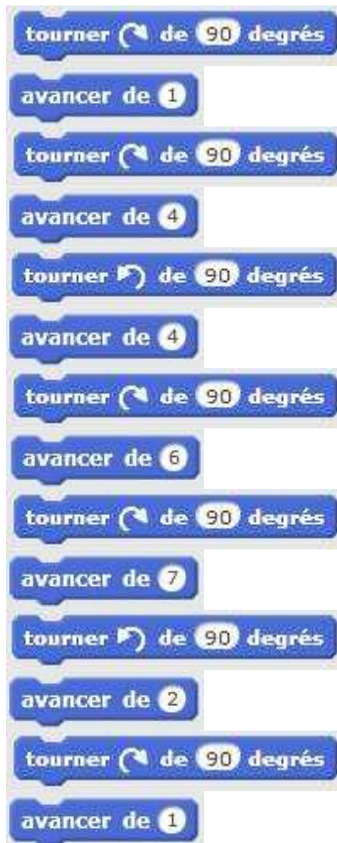 tourner ↻ de 90 degrés
avancer de 1
tourner ↻ de 90 degrés
avancer de 4
tourner ↺ de 90 degrés
avancer de 4
tourner ↻ de 90 degrés
avancer de 6
tourner ↻ de 90 degrés
avancer de 7
tourner ↺ de 90 degrés
avancer de 2
tourner ↻ de 90 degrés
avancer de 1